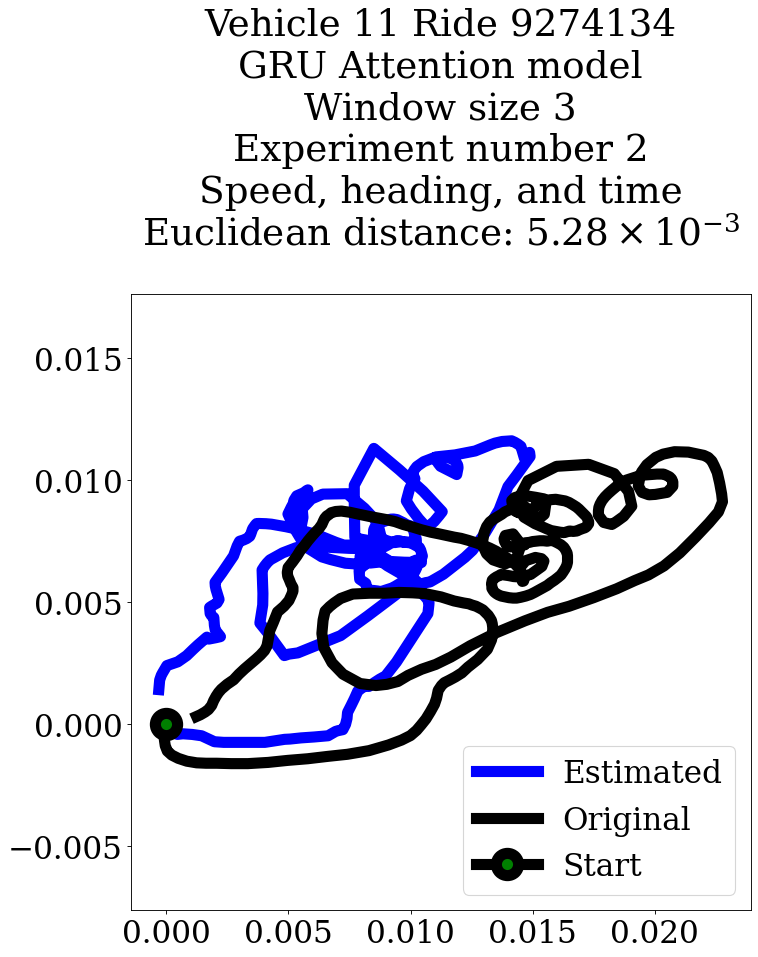 Vehicle 11 Ride 9274134
GRU Attention model
Window size 3
Experiment number 2
Speed, heading, and time
Euclidean distance: 5.28 × 10⁻³
0.015
0.010
0.005
0.000
−0.005
0.000 0.005 0.010 0.015 0.020
Estimated
Original
Start